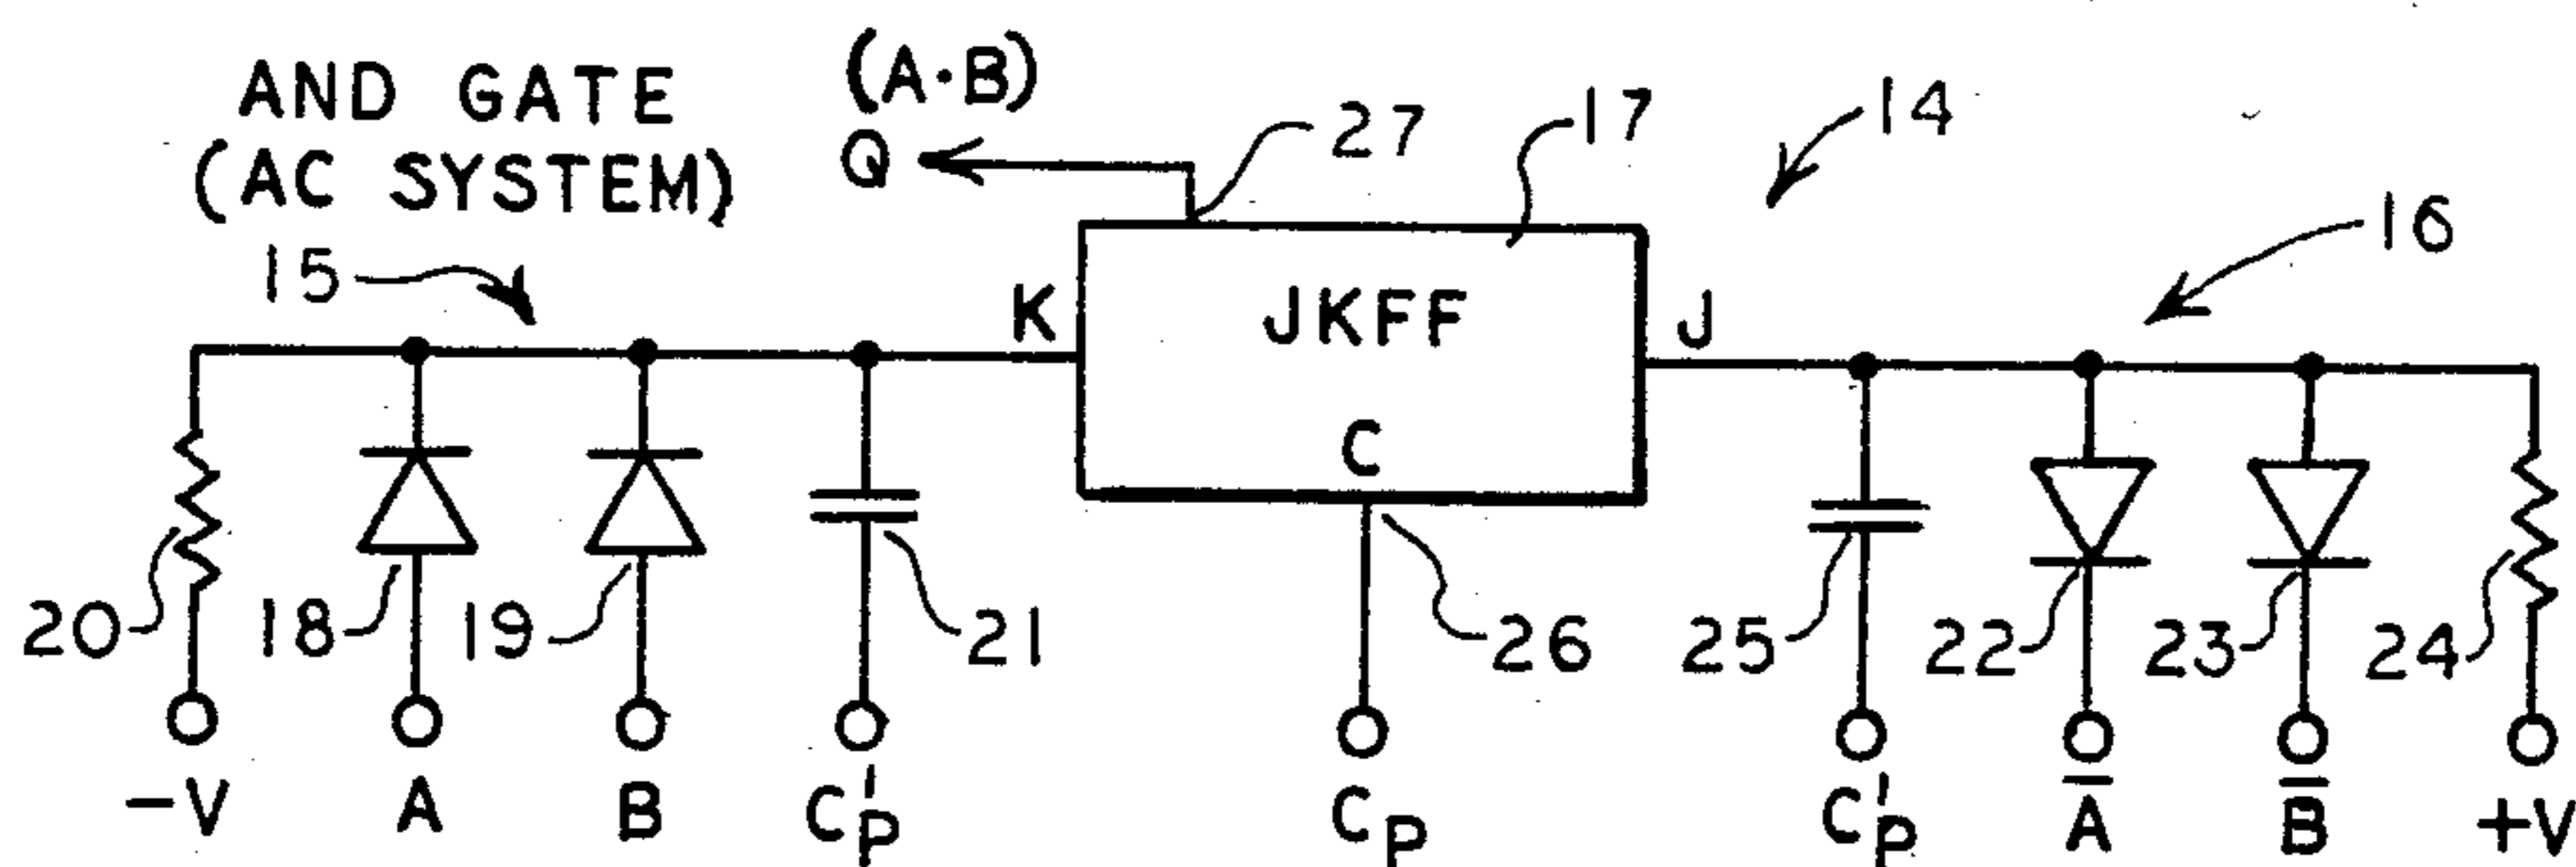 AND GATE
(AC SYSTEM)
(A·B)
Q
27
17
14
15
16
K
JKFF
J
C
20
18
19
21
26
25
22
23
24
-V
A
B
C'P
CP
C'P
A̅
B̅
+V